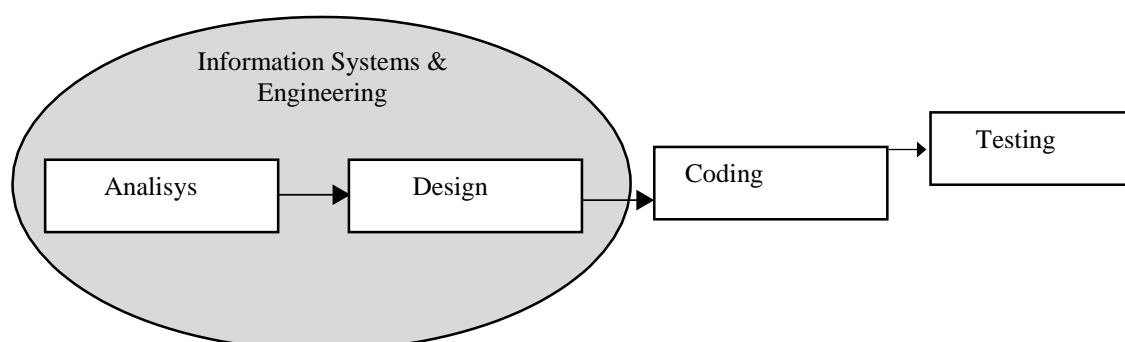 Information Systems &
Engineering
Analisys
Design
Coding
Testing